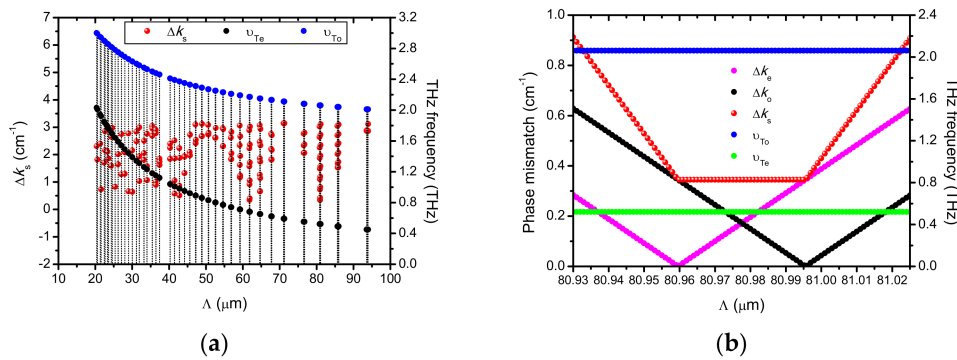 Δks υTe υTo
7
6
5
4
3
2
1
0
-1
-2
Δks (cm-1)
3.2
2.8
2.4
2.0
1.6
1.2
0.8
0.4
0.0
THz frequency (THz)
10 20 30 40 50 60 70 80 90 100
Λ (μm)
(a)
1.0
0.8
0.6
0.4
0.2
0.0
Phase mismatch (cm-1)
Δke
Δko
Δks
υTo
υTe
2.4
2.0
1.6
1.2
0.8
0.4
0.0
THz frequency (THz)
80.93 80.94 80.95 80.96 80.97 80.98 80.99 81.00 81.01 81.02
Λ (μm)
(b)